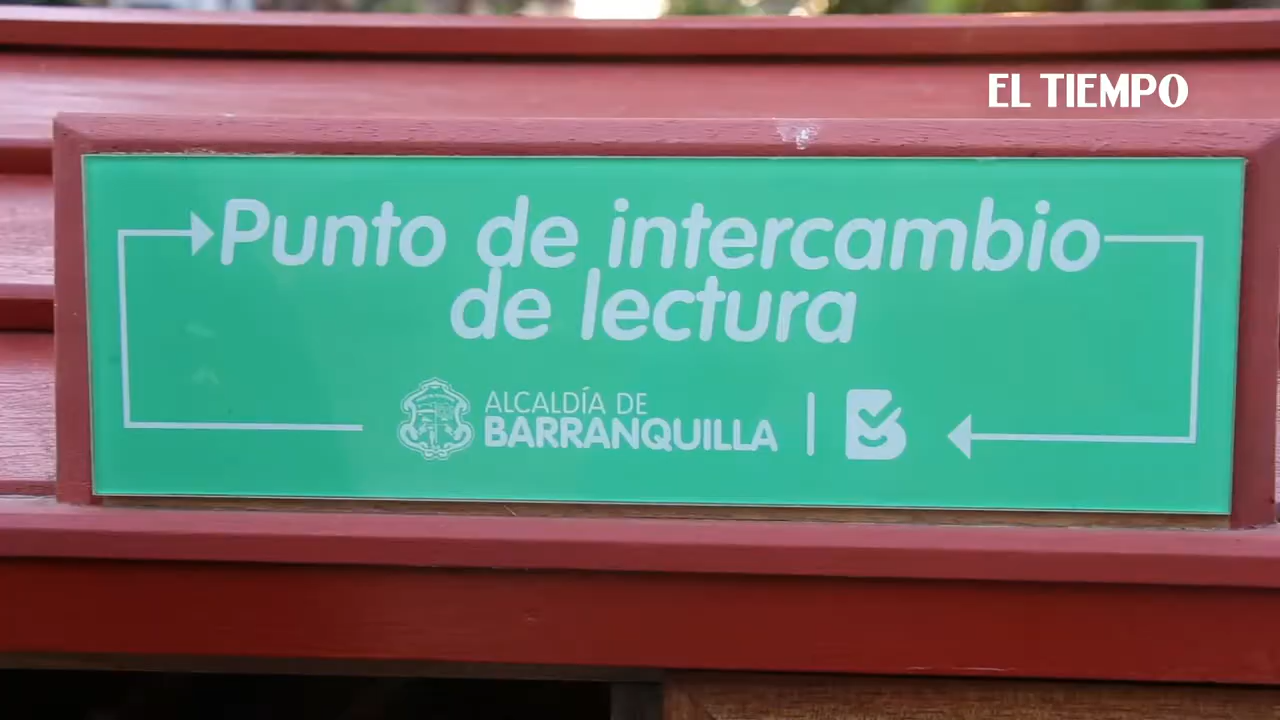 EL TIEMPO
Punto de intercambio
de lectura
ALCALDÍA DE
BARRANQUILLA
B